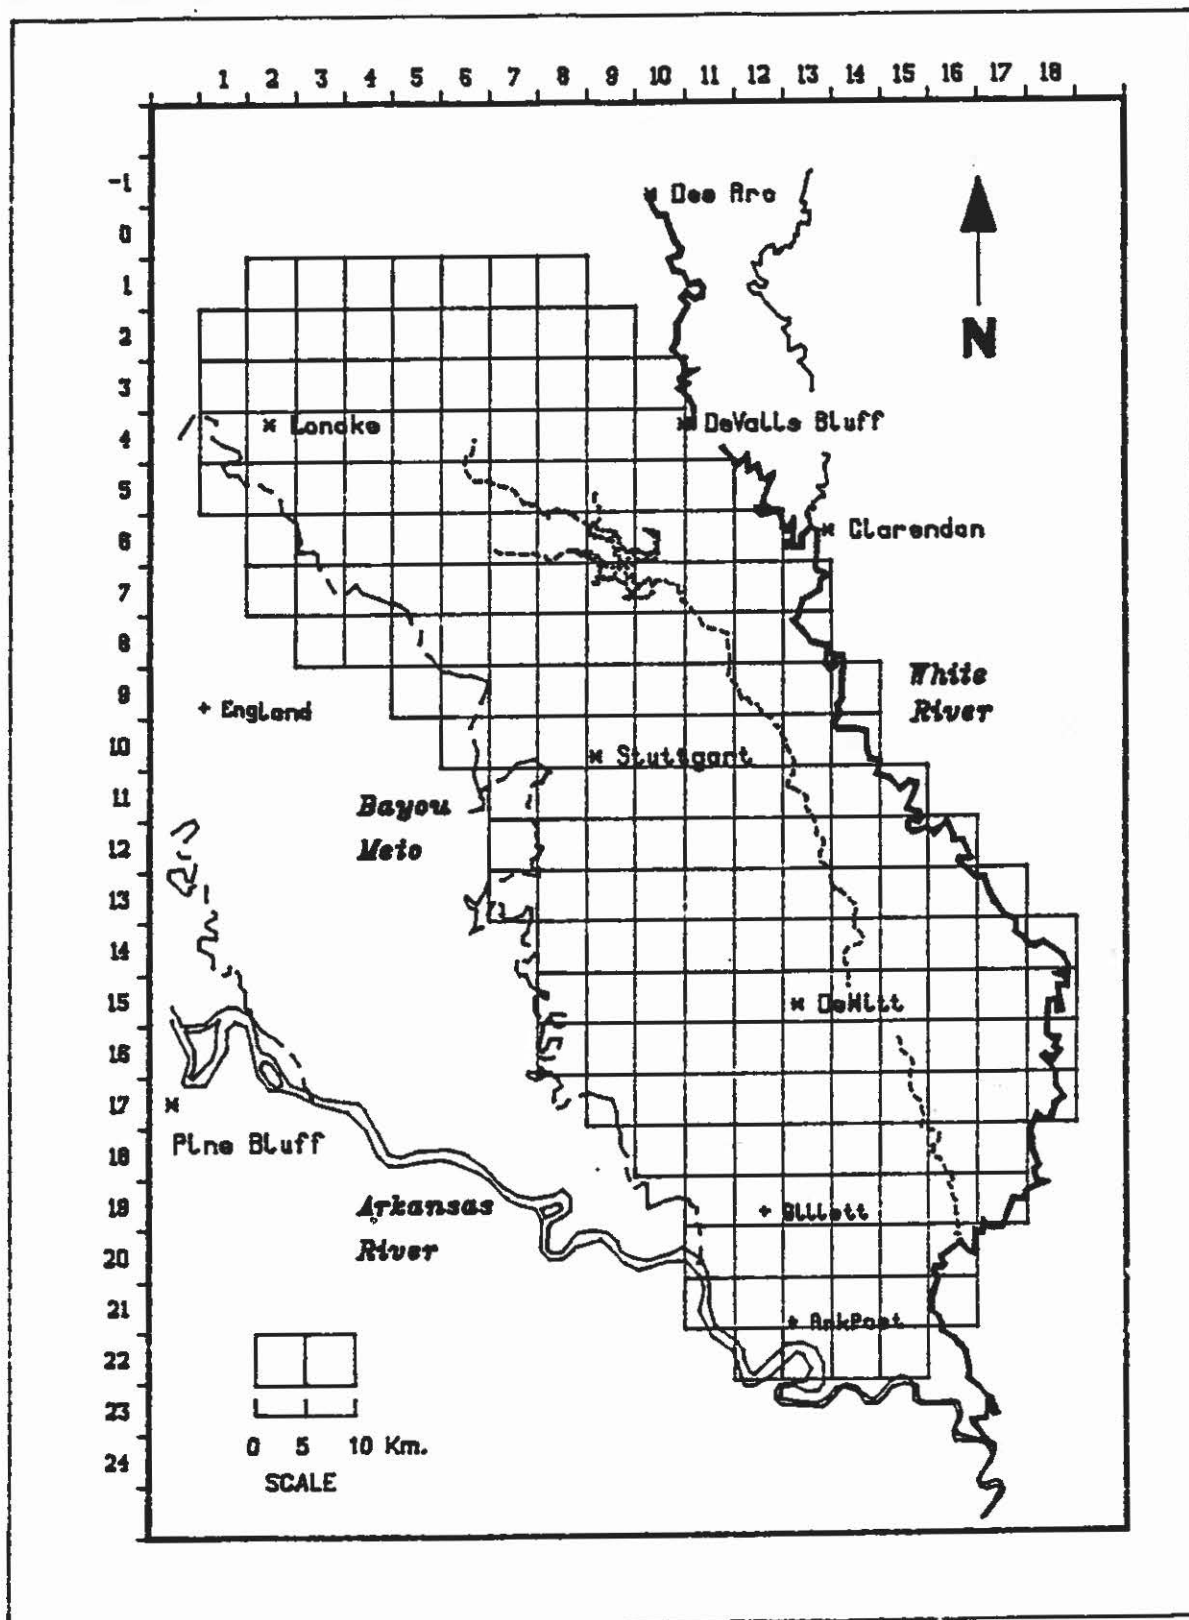 1 2 3 4 5 6 7 8 9 10 11 12 13 14 15 16 17 18
-1
0
1
2
3
4
5
6
7
8
9
10
11
12
13
14
15
16
17
18
19
20
21
22
23
24
Des Arc
N
Lonoke
DeValls Bluff
Clarendon
White
River
England
Stuttgart
Bayou
Meto
DeWitt
Pine Bluff
Arkansas
River
Gillett
ArkPost
0 5 10 Km.
SCALE